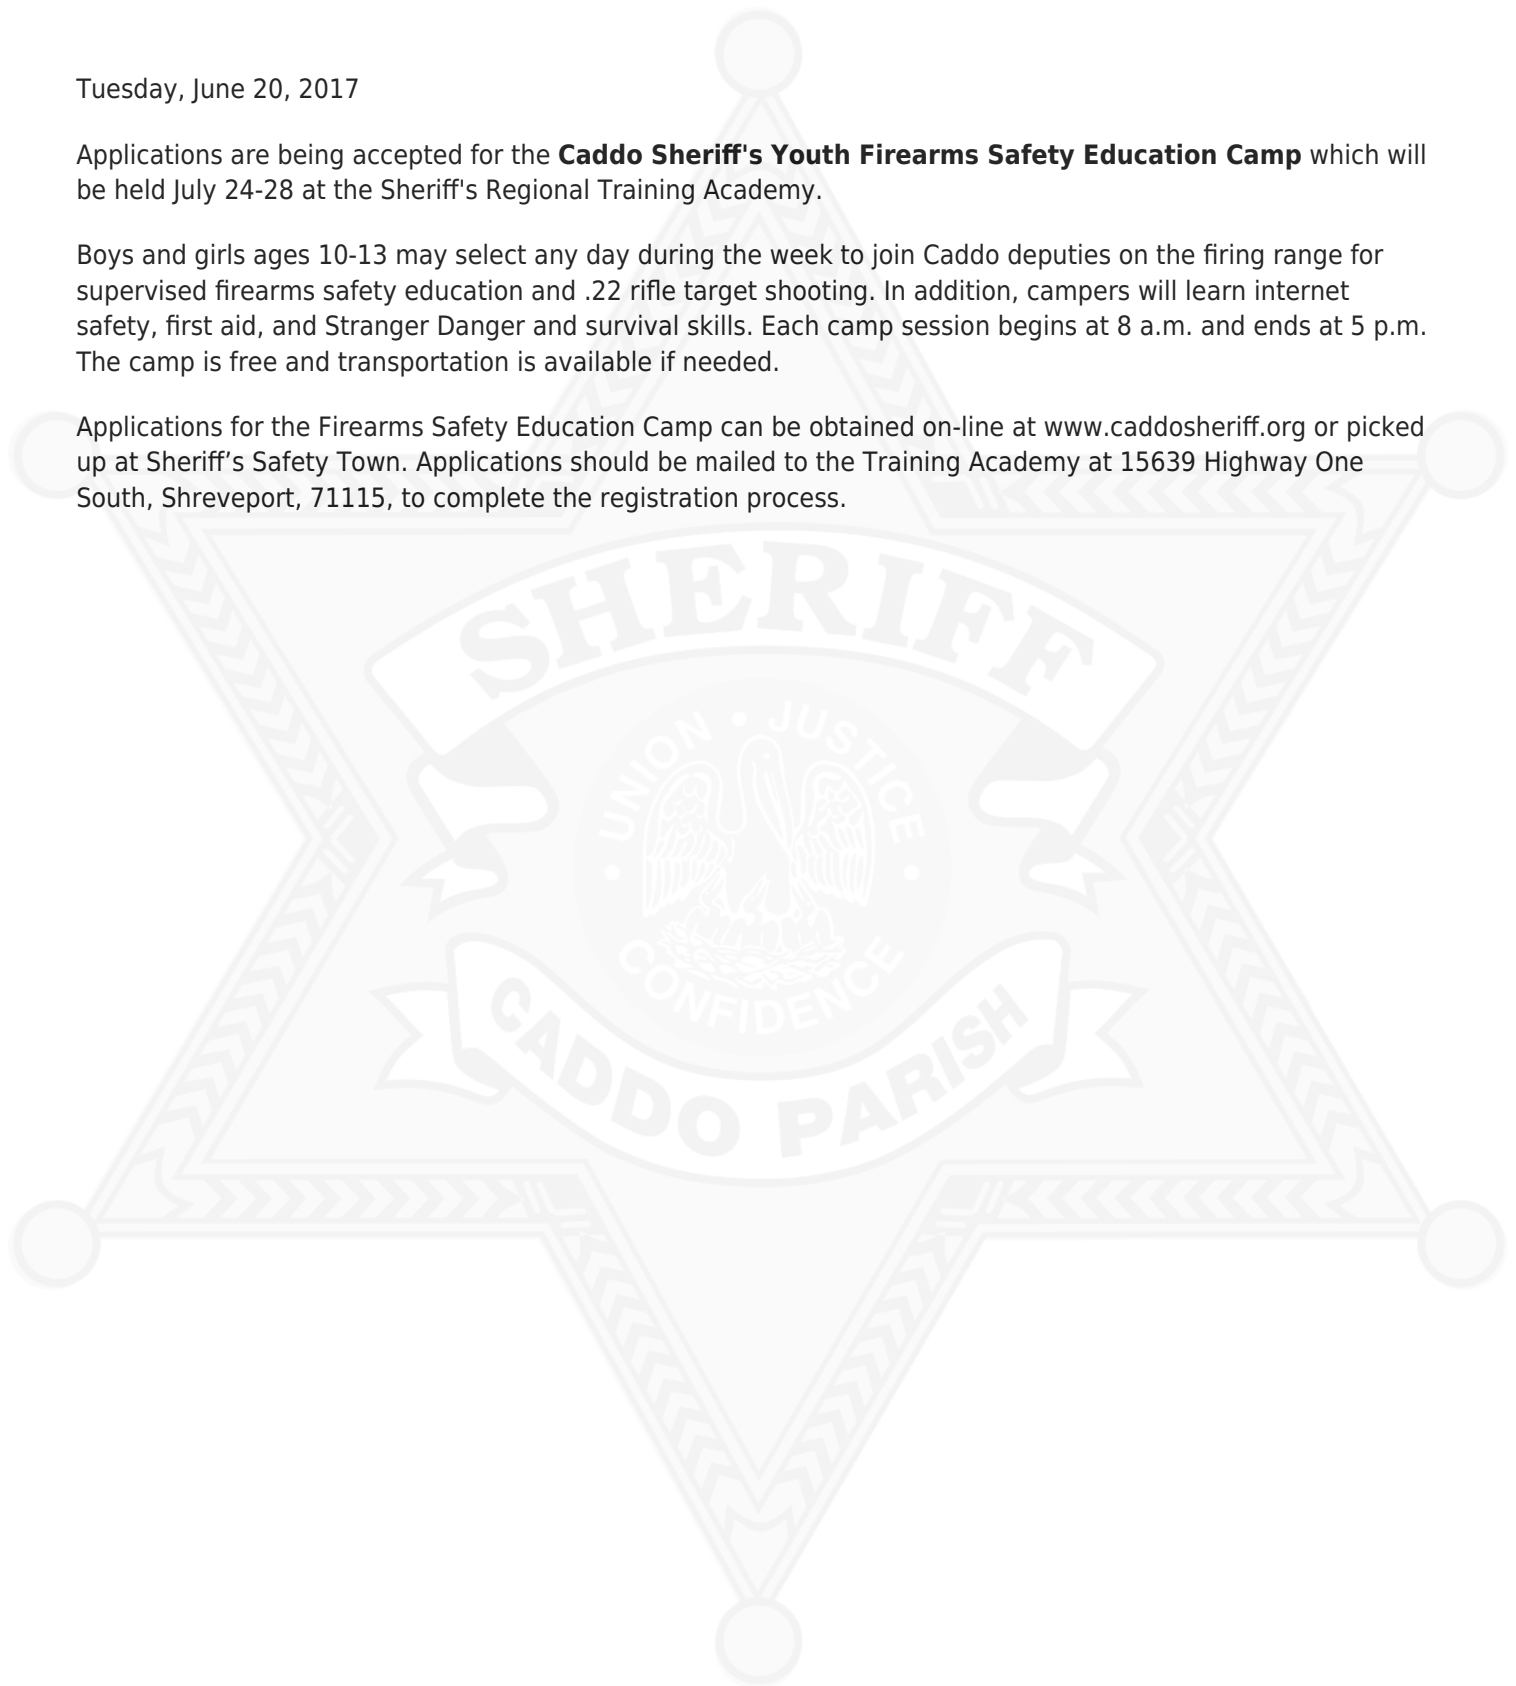 Tuesday, June 20, 2017
Applications are being accepted for the Caddo Sheriff's Youth Firearms Safety Education Camp which will
be held July 24-28 at the Sheriff's Regional Training Academy.
Boys and girls ages 10-13 may select any day during the week to join Caddo deputies on the firing range for
supervised firearms safety education and .22 rifle target shooting. In addition, campers will learn internet
safety, first aid, and Stranger Danger and survival skills. Each camp session begins at 8 a.m. and ends at 5 p.m.
The camp is free and transportation is available if needed.
Applications for the Firearms Safety Education Camp can be obtained on-line at www.caddosheriff.org or picked
up at Sheriff’s Safety Town. Applications should be mailed to the Training Academy at 15639 Highway One
South, Shreveport, 71115, to complete the registration process.
SHERIFF
UNION • JUSTICE
• CONFIDENCE •
CADDO PARISH